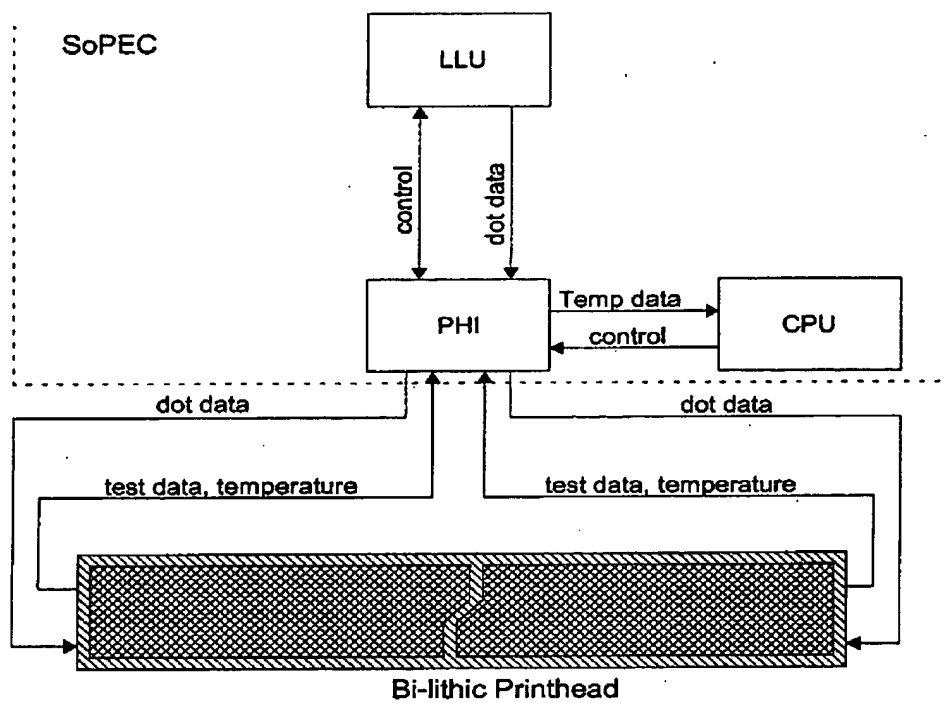 SoPEC
LLU
control
dot data
PHI
Temp data
control
CPU
dot data
dot data
test data, temperature
test data, temperature
Bi-lithic Printhead